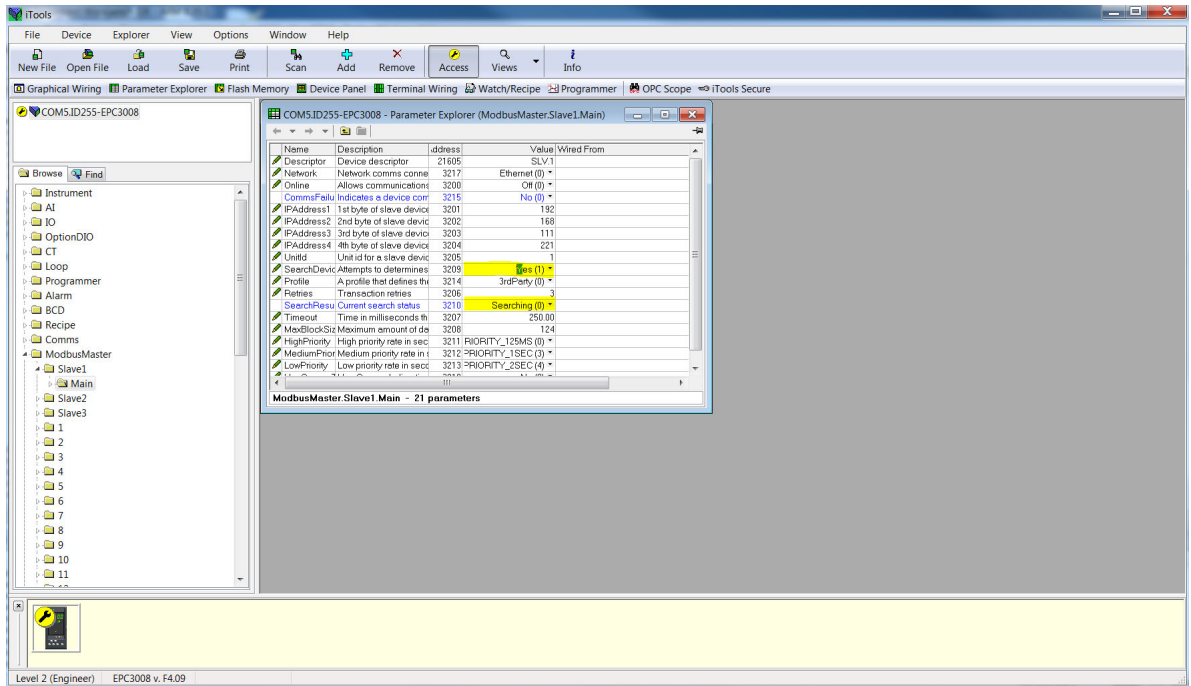 iTools
File Device Explorer View Options Window Help
New File Open File Load Save Print Scan Add Remove Access Views Info
Graphical Wiring Parameter Explorer Flash Memory Device Panel Terminal Wiring Watch/Recipe Programmer OPC Scope iTools Secure
COM5.ID255-EPC3008
Browse Find
Instrument
AI
IO
OptionDIO
CT
Loop
Programmer
Alarm
BCD
Recipe
Comms
ModbusMaster
Slave1
Main
Slave2
Slave3
1
2
3
4
5
6
7
8
9
10
11
COM5.ID255-EPC3008 - Parameter Explorer (ModbusMaster.Slave1.Main)
Name Description ddress Value Wired From
Descriptor Device descriptor 21605 SLV.1
Network Network comms conne 3217 Ethernet (0)
Online Allows communications 3200 Off (0)
CommsFailu Indicates a device com 3215 No (0)
IPAddress1 1st byte of slave device 3201 192
IPAddress2 2nd byte of slave devic 3202 168
IPAddress3 3rd byte of slave devic 3203 111
IPAddress4 4th byte of slave device 3204 221
UnitId Unit id for a slave devic 3205 1
SearchDevic Attempts to determines 3209 Yes (1)
Profile A profile that defines the 3214 3rdParty (0)
Retries Transaction retries 3206 3
SearchResu Current search status 3210 Searching (0)
Timeout Time in milliseconds th 3207 250.00
MaxBlockSiz Maximum amount of da 3208 124
HighPriority High priority rate in sec 3211 RIORITY_125MS (0)
MediumPrior Medium priority rate in s 3212 PRIORITY_1SEC (3)
LowPriority Low priority rate in seco 3213 PRIORITY_2SEC (4)
ModbusMaster.Slave1.Main - 21 parameters
Level 2 (Engineer) EPC3008 v. F4.09